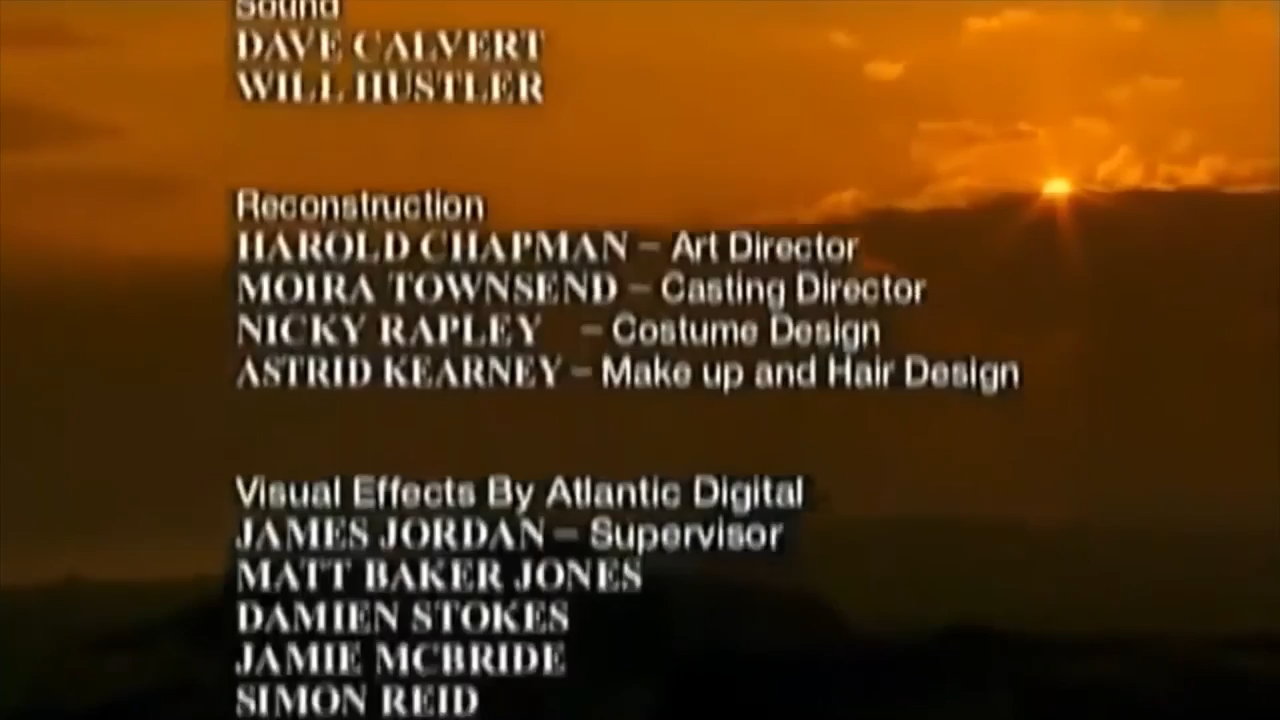 Sound
DAVE CALVERT
WILL HUSTLER
Reconstruction
HAROLD CHAPMAN – Art Director
MOIRA TOWNSEND – Casting Director
NICKY RAPLEY – Costume Design
ASTRID KEARNEY – Make up and Hair Design
Visual Effects By Atlantic Digital
JAMES JORDAN – Supervisor
MATT BAKER JONES
DAMIEN STOKES
JAMIE MCBRIDE
SIMON REID